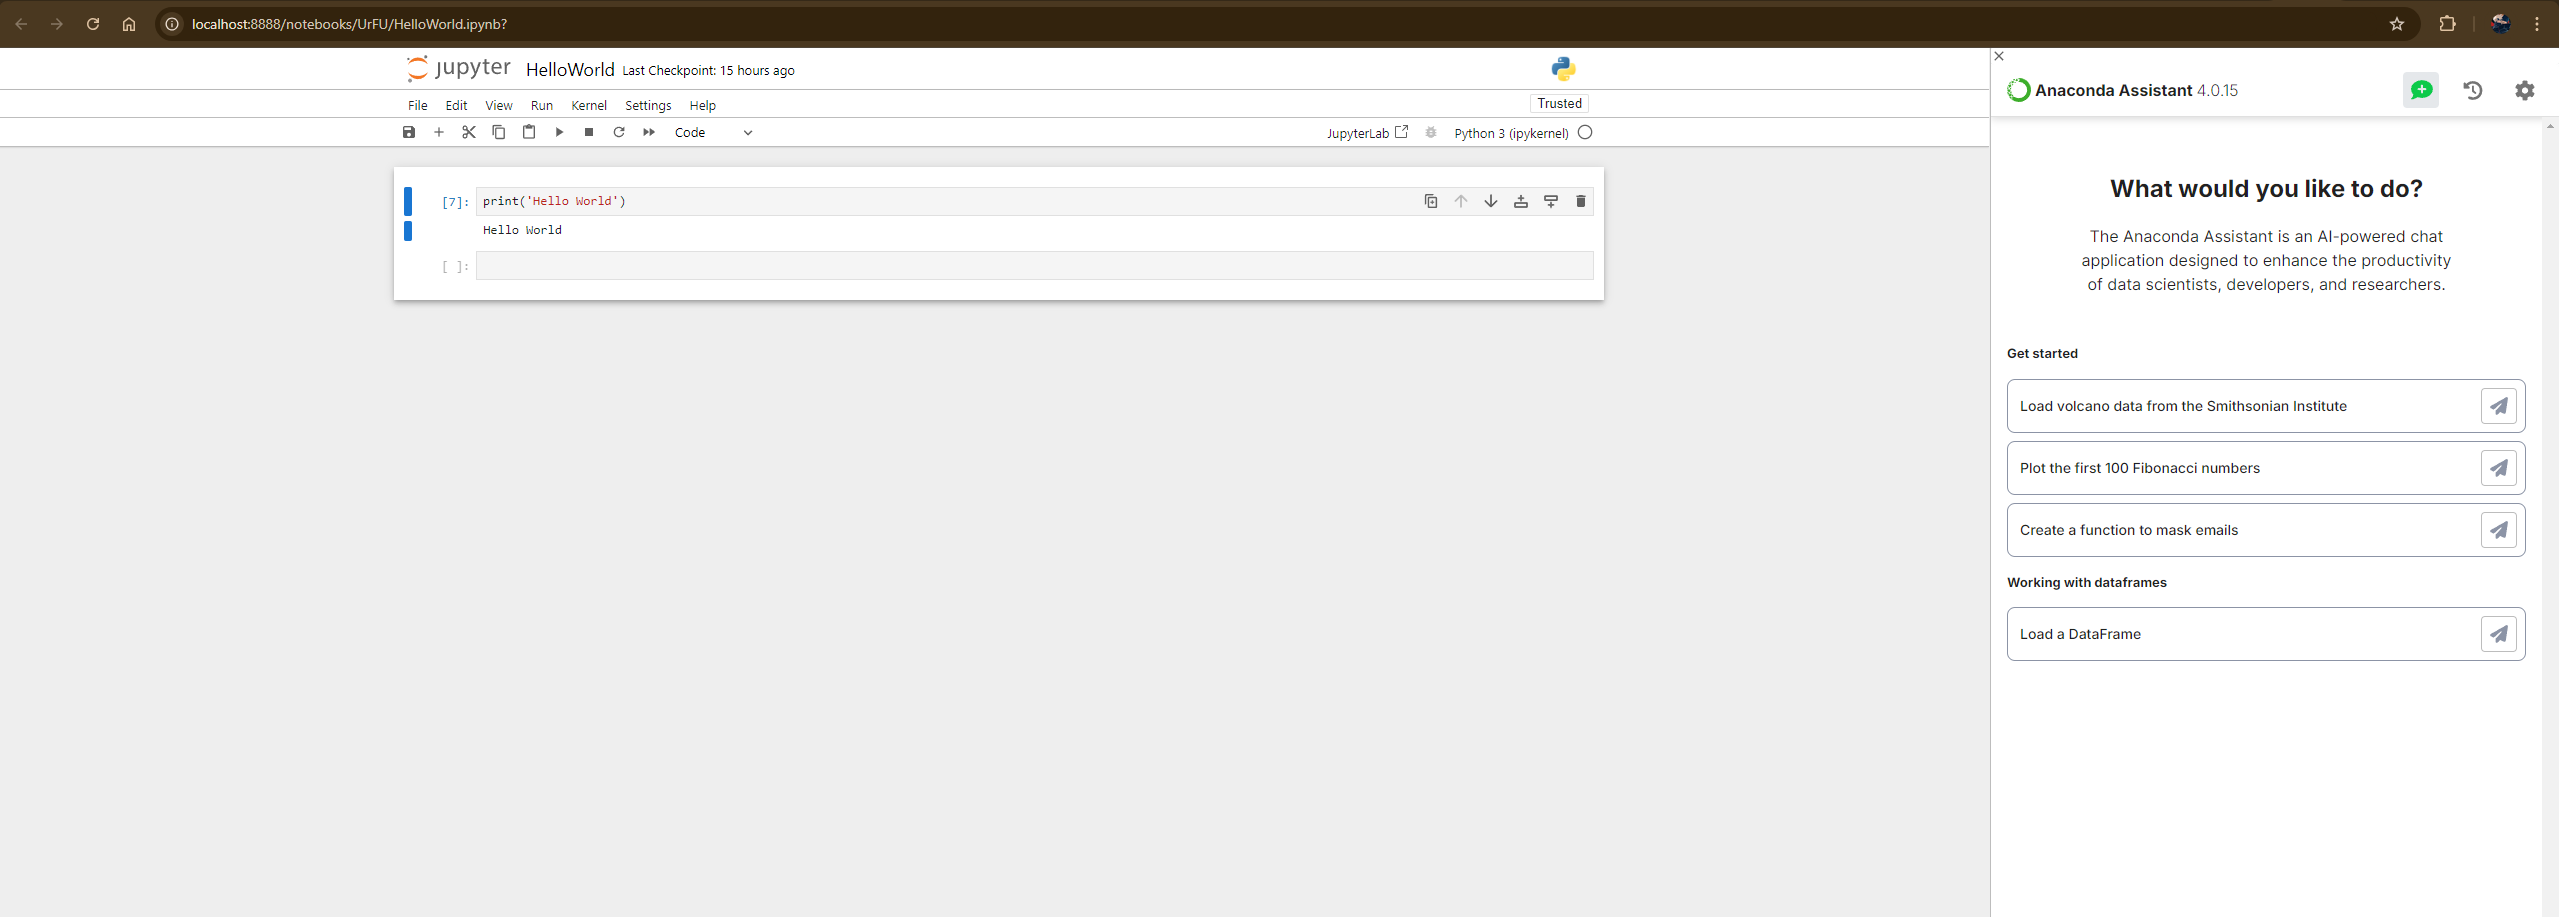 localhost:8888/notebooks/UrFU/HelloWorld.ipynb?
jupyter HelloWorld Last Checkpoint: 15 hours ago
File Edit View Run Kernel Settings Help
Trusted
Code
JupyterLab
Python 3 (ipykernel)
[7]: print('Hello World')
Hello World
[ ]:
Anaconda Assistant 4.0.15
What would you like to do?
The Anaconda Assistant is an AI-powered chat
application designed to enhance the productivity
of data scientists, developers, and researchers.
Get started
Load volcano data from the Smithsonian Institute
Plot the first 100 Fibonacci numbers
Create a function to mask emails
Working with dataframes
Load a DataFrame